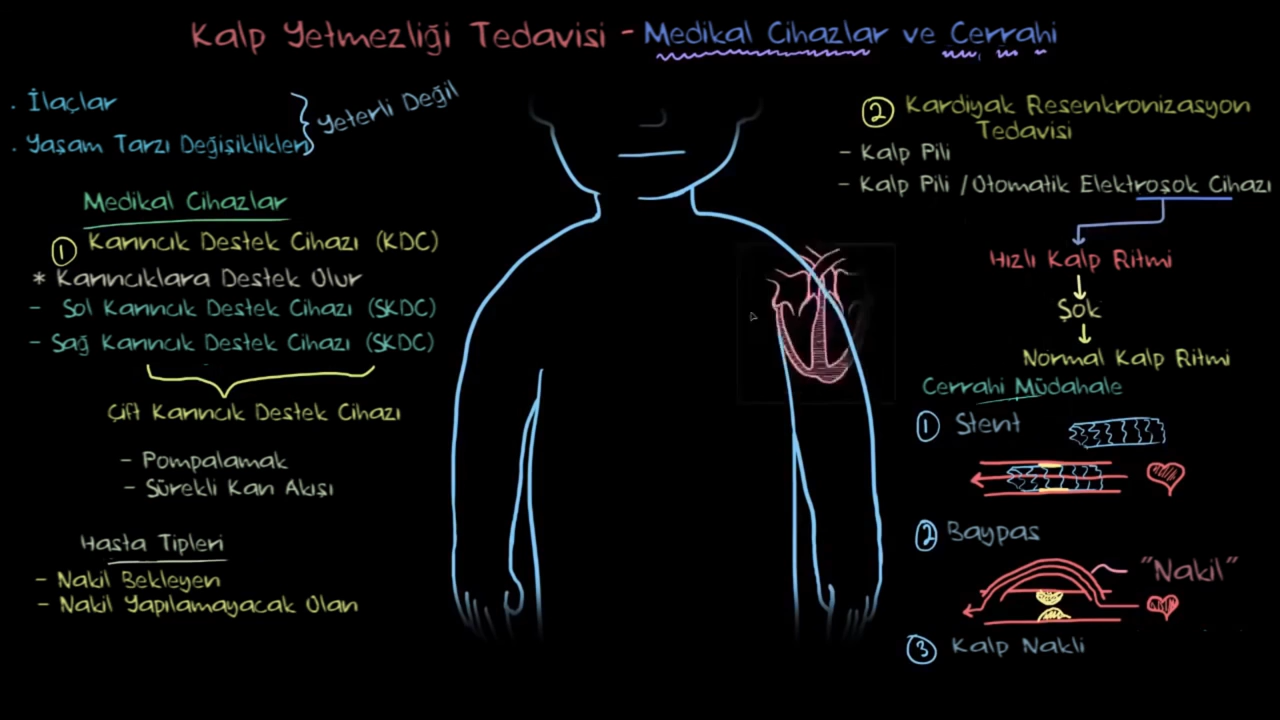 Kalp Yetmezliği Tedavisi - Medikal Cihazlar ve Cerrahi
. İlaçlar
. Yaşam Tarzı Değişiklikleri
Yeterli Değil
Medikal Cihazlar
1 Karıncık Destek Cihazı (KDC)
* Karıncıklara Destek Olur
- Sol Karıncık Destek Cihazı (SKDC)
- Sağ Karıncık Destek Cihazı (SKDC)
Çift Karıncık Destek Cihazı
- Pompalamak
- Sürekli Kan Akışı
Hasta Tipleri
- Nakil Bekleyen
- Nakil Yapılamayacak Olan
2 Kardiyak Resenkronizasyon
Tedavisi
- Kalp Pili
- Kalp Pili / Otomatik Elektroşok Cihazı
Hızlı Kalp Ritmi
Şok
Normal Kalp Ritmi
Cerrahi Müdahale
1 Stent
2 Baypas
"Nakil"
3 Kalp Nakli